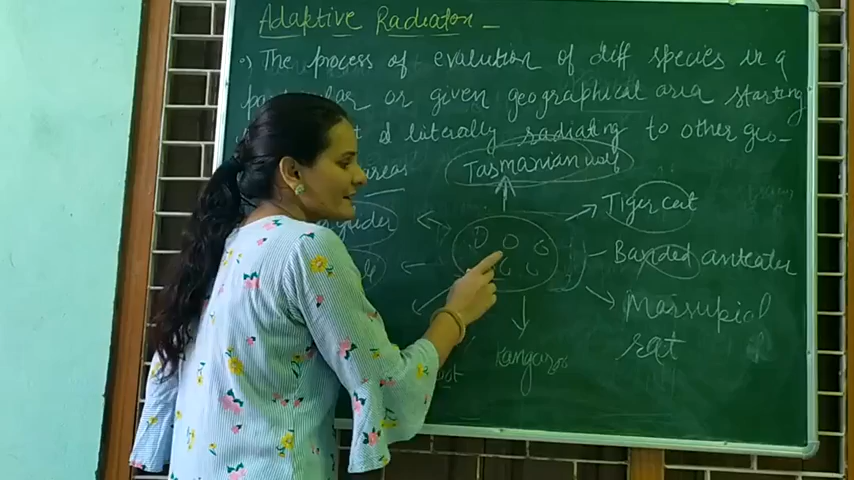 Adaptive Radiation
The process of evolution of diff species in a
or given geographical area starting
d literally radiating to other geo-
areas
Tasmanian wolf
Tiger cat
Banded anteater
Marsupial
rat
Kangaroo